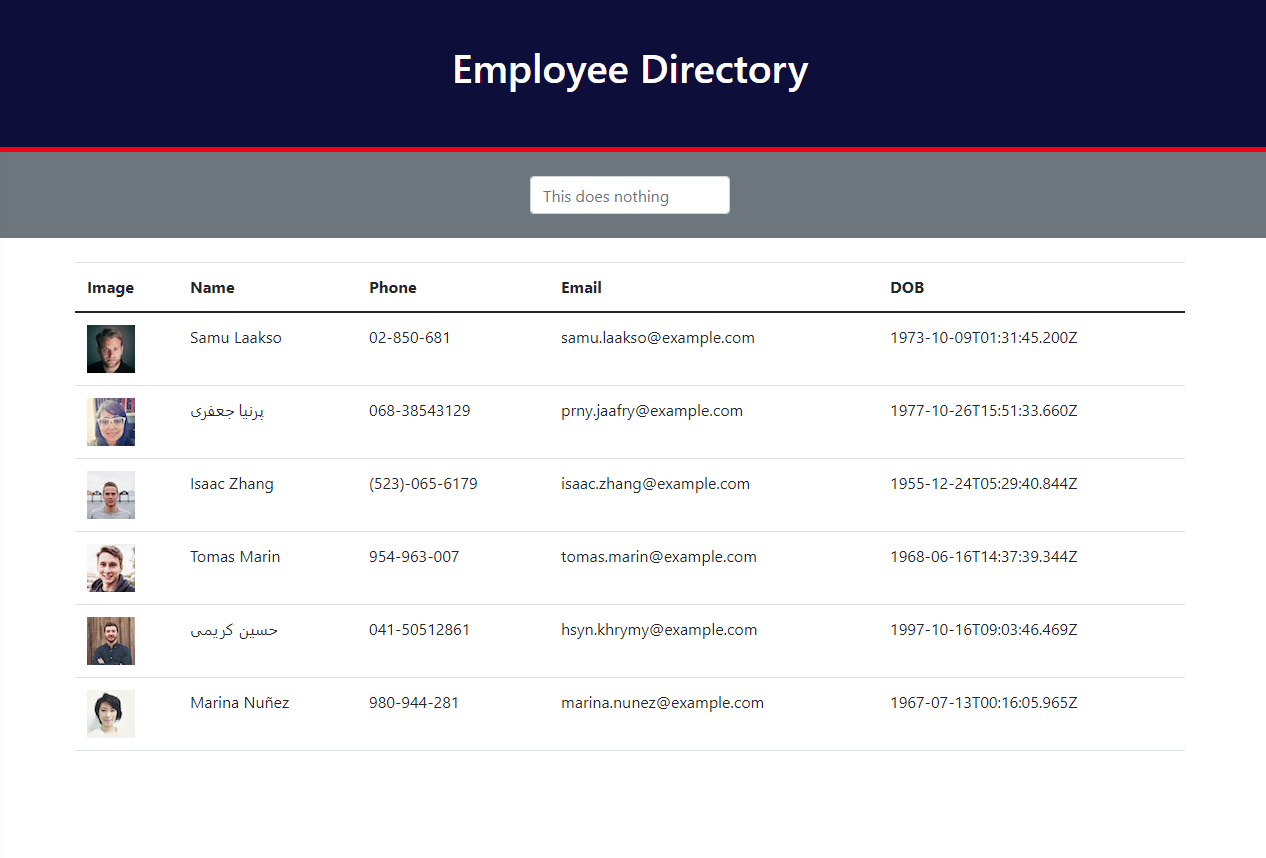 Employee Directory
This does nothing
Image Name Phone Email DOB
Samu Laakso 02-850-681 samu.laakso@example.com 1973-10-09T01:31:45.200Z
پرنیا جعفری 068-38543129 prny.jaafry@example.com 1977-10-26T15:51:33.660Z
Isaac Zhang (523)-065-6179 isaac.zhang@example.com 1955-12-24T05:29:40.844Z
Tomas Marin 954-963-007 tomas.marin@example.com 1968-06-16T14:37:39.344Z
حسین کریمی 041-50512861 hsyn.khrymy@example.com 1997-10-16T09:03:46.469Z
Marina Nuñez 980-944-281 marina.nunez@example.com 1967-07-13T00:16:05.965Z